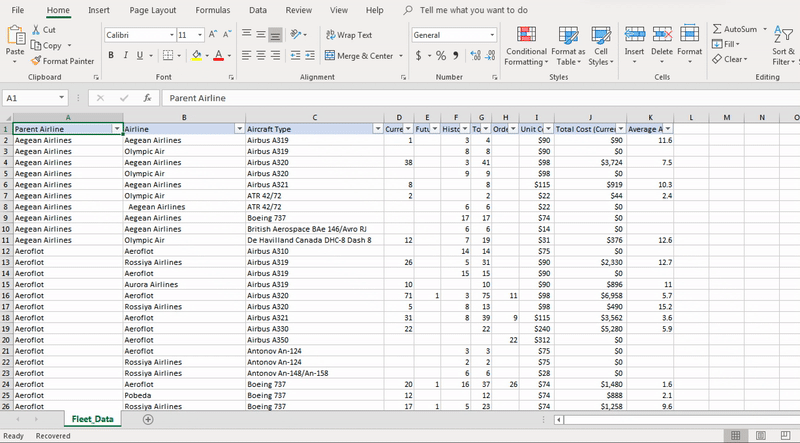 File Home Insert Page Layout Formulas Data Review View Help Tell me what you want to do
Cut Calibri 11 Wrap Text General AutoSum
Paste Copy B I U Merge & Center $ % Conditional Formatting Format as Table Cell Styles Insert Delete Format Fill Sort & Filter
Format Painter Clear
Clipboard Font Alignment Number Styles Cells Editing
A1 fx Parent Airline
A B C D E F G H I J K L M N O
1 Parent Airline Airline Aircraft Type Curre Futu Histo To Orde Unit C Total Cost (Curre Average A
2 Aegean Airlines Aegean Airlines Airbus A319 1 3 4 $90 $90 11.6
3 Aegean Airlines Olympic Air Airbus A319 8 8 $90 $0
4 Aegean Airlines Aegean Airlines Airbus A320 38 3 41 $98 $3,724 7.5
5 Aegean Airlines Olympic Air Airbus A320 9 9 $98 $0
6 Aegean Airlines Aegean Airlines Airbus A321 8 8 $115 $919 10.3
7 Aegean Airlines Olympic Air ATR 42/72 2 2 $22 $44 2.4
8 Aegean Airlines Aegean Airlines ATR 42/72 6 6 $22 $0
9 Aegean Airlines Aegean Airlines Boeing 737 17 17 $74 $0
10 Aegean Airlines Aegean Airlines British Aerospace BAe 146/Avro RJ 6 6 $14 $0
11 Aegean Airlines Olympic Air De Havilland Canada DHC-8 Dash 8 12 7 19 $31 $376 12.6
12 Aeroflot Aeroflot Airbus A310 14 14 $75 $0
13 Aeroflot Rossiya Airlines Airbus A319 26 5 31 $90 $2,330 12.7
14 Aeroflot Aeroflot Airbus A319 15 15 $90 $0
15 Aeroflot Aurora Airlines Airbus A319 10 10 $90 $896 11
16 Aeroflot Aeroflot Airbus A320 71 1 3 75 11 $98 $6,958 5.7
17 Aeroflot Rossiya Airlines Airbus A320 5 8 13 $98 $490 15.2
18 Aeroflot Aeroflot Airbus A321 31 8 39 9 $115 $3,562 3.6
19 Aeroflot Aeroflot Airbus A330 22 22 $240 $5,280 5.9
20 Aeroflot Aeroflot Airbus A350 22 $312 $0
21 Aeroflot Aeroflot Antonov An-124 3 3 $75 $0
22 Aeroflot Rossiya Airlines Antonov An-124 2 2 $75 $0
23 Aeroflot Rossiya Airlines Antonov An-148/An-158 6 6 $28 $0
24 Aeroflot Aeroflot Boeing 737 20 1 16 37 26 $74 $1,480 1.6
25 Aeroflot Pobeda Boeing 737 12 12 $74 $888 2.1
26 Aeroflot Rossiya Airlines Boeing 737 17 1 5 23 $74 $1,258 9.6
Fleet_Data
Ready Recovered